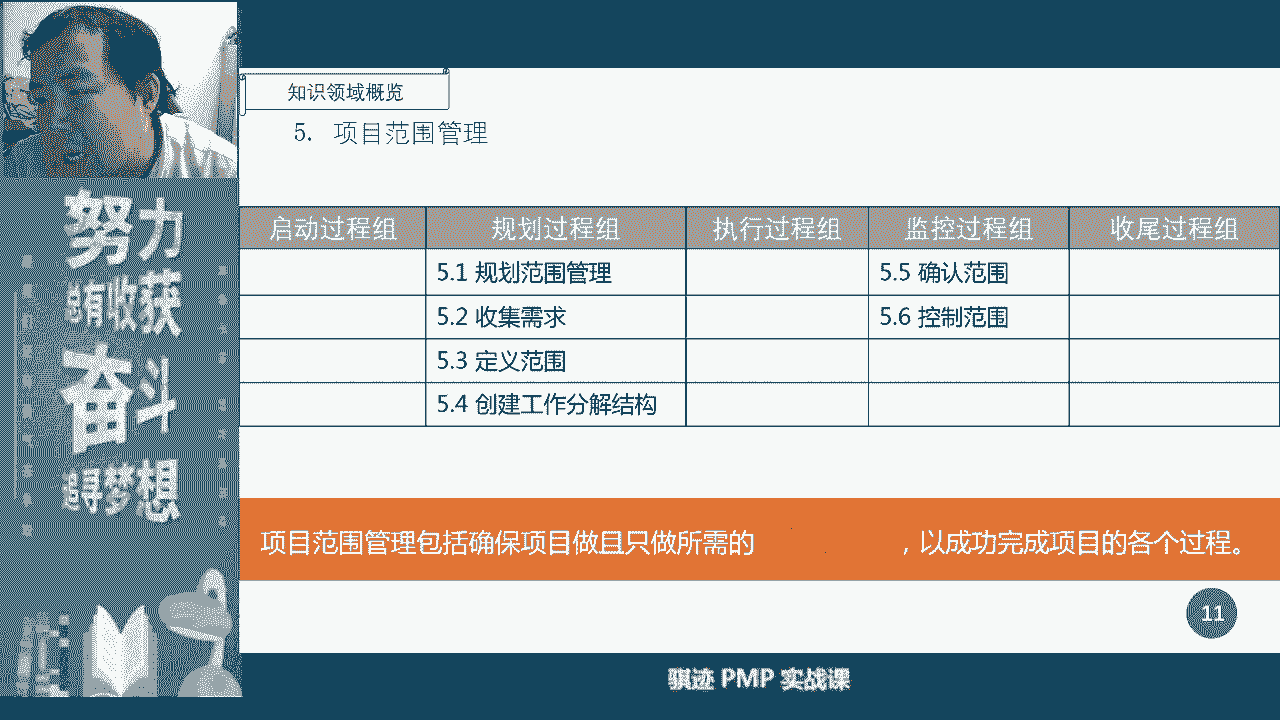 知识领域概览
5. 项目范围管理
启动过程组 规划过程组 执行过程组 监控过程组 收尾过程组
5.1 规划范围管理 5.5 确认范围
5.2 收集需求 5.6 控制范围
5.3 定义范围
5.4 创建工作分解结构
项目范围管理包括确保项目做且只做所需的 ，以成功完成项目的各个过程。
11
骐迹 PMP 实战课
努力
总有收获
奋斗
追寻梦想